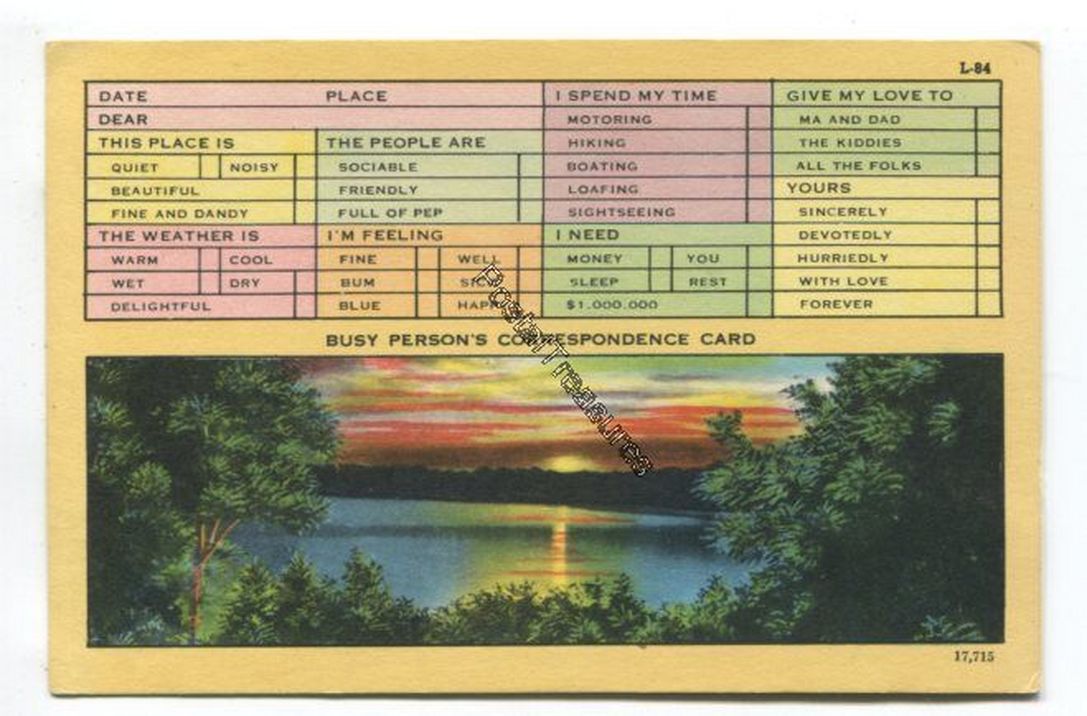 L-84
DATE PLACE
DEAR
THIS PLACE IS
QUIET NOISY
BEAUTIFUL
FINE AND DANDY
THE PEOPLE ARE
SOCIABLE
FRIENDLY
FULL OF PEP
THE WEATHER IS
WARM COOL
WET DRY
DELIGHTFUL
I'M FEELING
FINE WELL
BUM SICK
BLUE HAPPY
I SPEND MY TIME
MOTORING
HIKING
BOATING
LOAFING
SIGHTSEEING
I NEED
MONEY YOU
SLEEP REST
$1.000.000
GIVE MY LOVE TO
MA AND DAD
THE KIDDIES
ALL THE FOLKS
YOURS
SINCERELY
DEVOTEDLY
HURRIEDLY
WITH LOVE
FOREVER
BUSY PERSON'S CORRESPONDENCE CARD
PostalTreasures
17,715